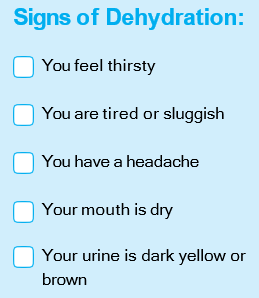 Signs of Dehydration:
You feel thirsty
You are tired or sluggish
You have a headache
Your mouth is dry
Your urine is dark yellow or
brown